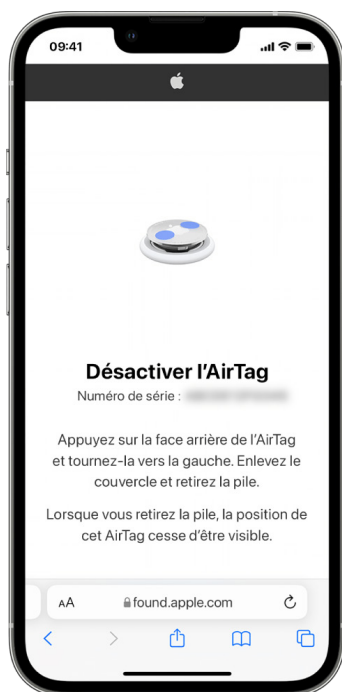 09:41
Désactiver l’AirTag
Numéro de série :
Appuyez sur la face arrière de l’AirTag
et tournez-la vers la gauche. Enlevez le
couvercle et retirez la pile.
Lorsque vous retirez la pile, la position de
cet AirTag cesse d’être visible.
AA found.apple.com